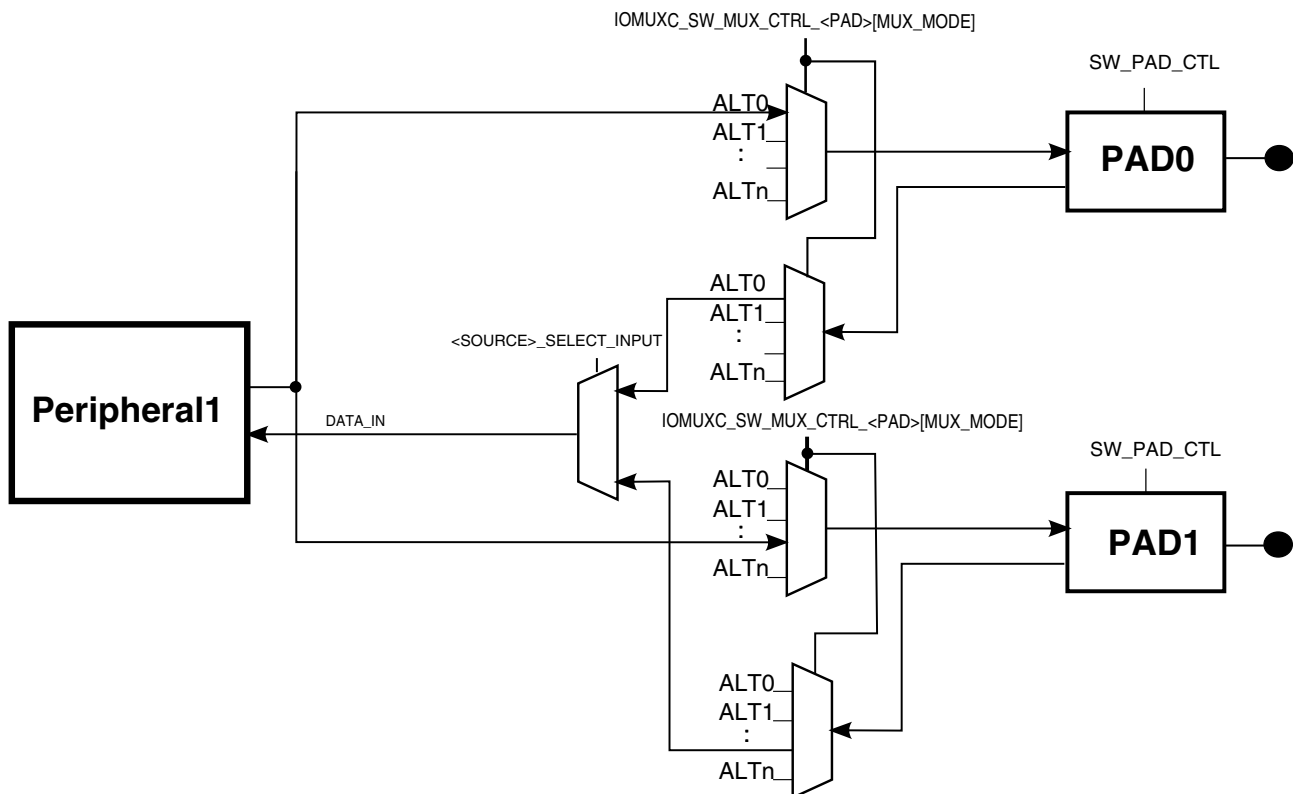 IOMUXC_SW_MUX_CTRL_<PAD>[MUX_MODE]
SW_PAD_CTL
ALT0
ALT1
:
ALTn
PAD0
ALT0
ALT1
:
ALTn
<SOURCE>_SELECT_INPUT
Peripheral1
DATA_IN
IOMUXC_SW_MUX_CTRL_<PAD>[MUX_MODE]
SW_PAD_CTL
ALT0
ALT1
:
ALTn
PAD1
ALT0
ALT1
:
ALTn